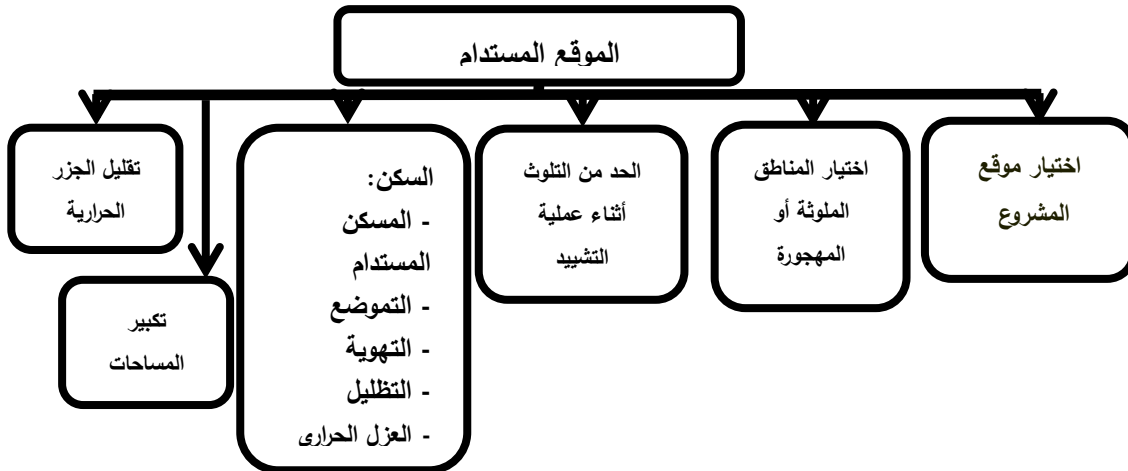 الموقع المستدام
اختيار موقع
المشروع
اختيار المناطق
الملوثة أو
المهجورة
الحد من التلوث
أثناء عملية
التشييد
السكن:
- المسكن
المستدام
- التموضع
- التهوية
- التظليل
- العزل الحراري
تكبير
المساحات
تقليل الجزر
الحرارية